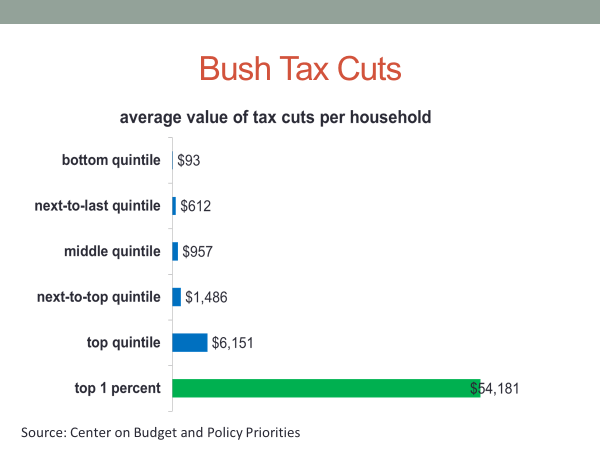 Bush Tax Cuts
average value of tax cuts per household
bottom quintile $93
next-to-last quintile $612
middle quintile $957
next-to-top quintile $1,486
top quintile $6,151
top 1 percent $54,181
Source: Center on Budget and Policy Priorities